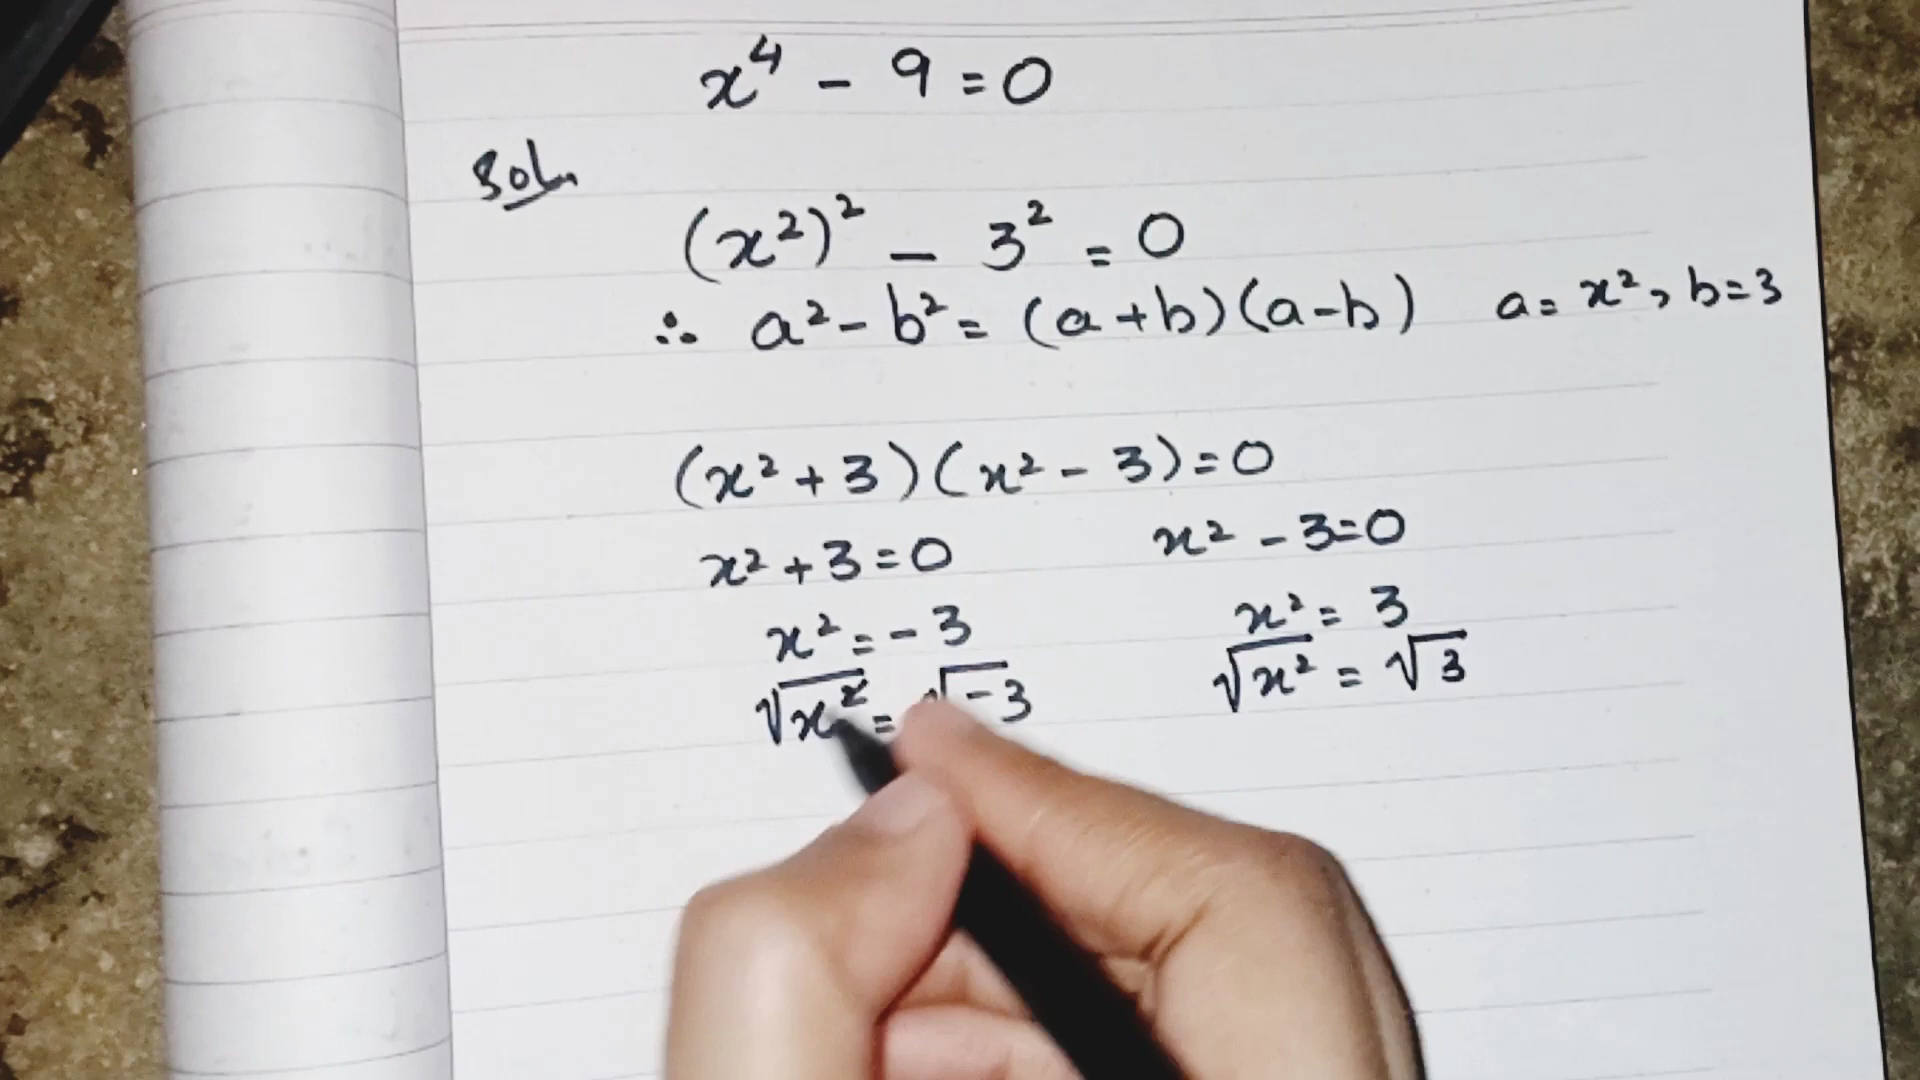 x⁴ - 9 = 0
Sol.
(x²)² - 3² = 0
∴ a² - b² = (a+b)(a-b) a = x², b = 3
(x² + 3)(x² - 3) = 0
x² + 3 = 0 x² - 3 = 0
x² = -3 x² = 3
√x² = √-3 √x² = √3